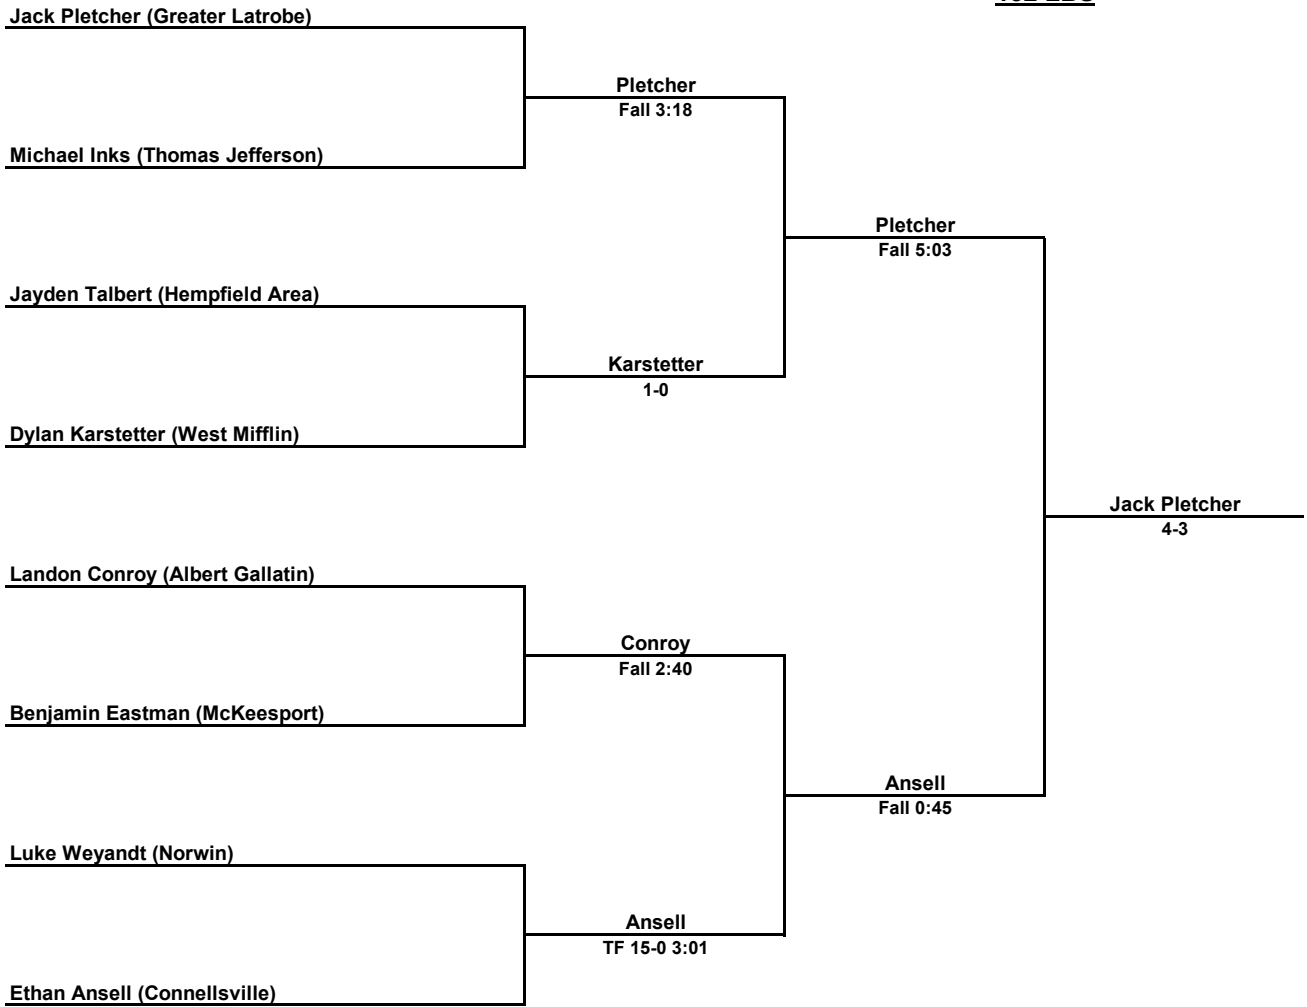 Jack Pletcher (Greater Latrobe)
Pletcher
Fall 3:18
Michael Inks (Thomas Jefferson)
Pletcher
Fall 5:03
Jayden Talbert (Hempfield Area)
Karstetter
1-0
Dylan Karstetter (West Mifflin)
Jack Pletcher
4-3
Landon Conroy (Albert Gallatin)
Conroy
Fall 2:40
Benjamin Eastman (McKeesport)
Ansell
Fall 0:45
Luke Weyandt (Norwin)
Ansell
TF 15-0 3:01
Ethan Ansell (Connellsville)